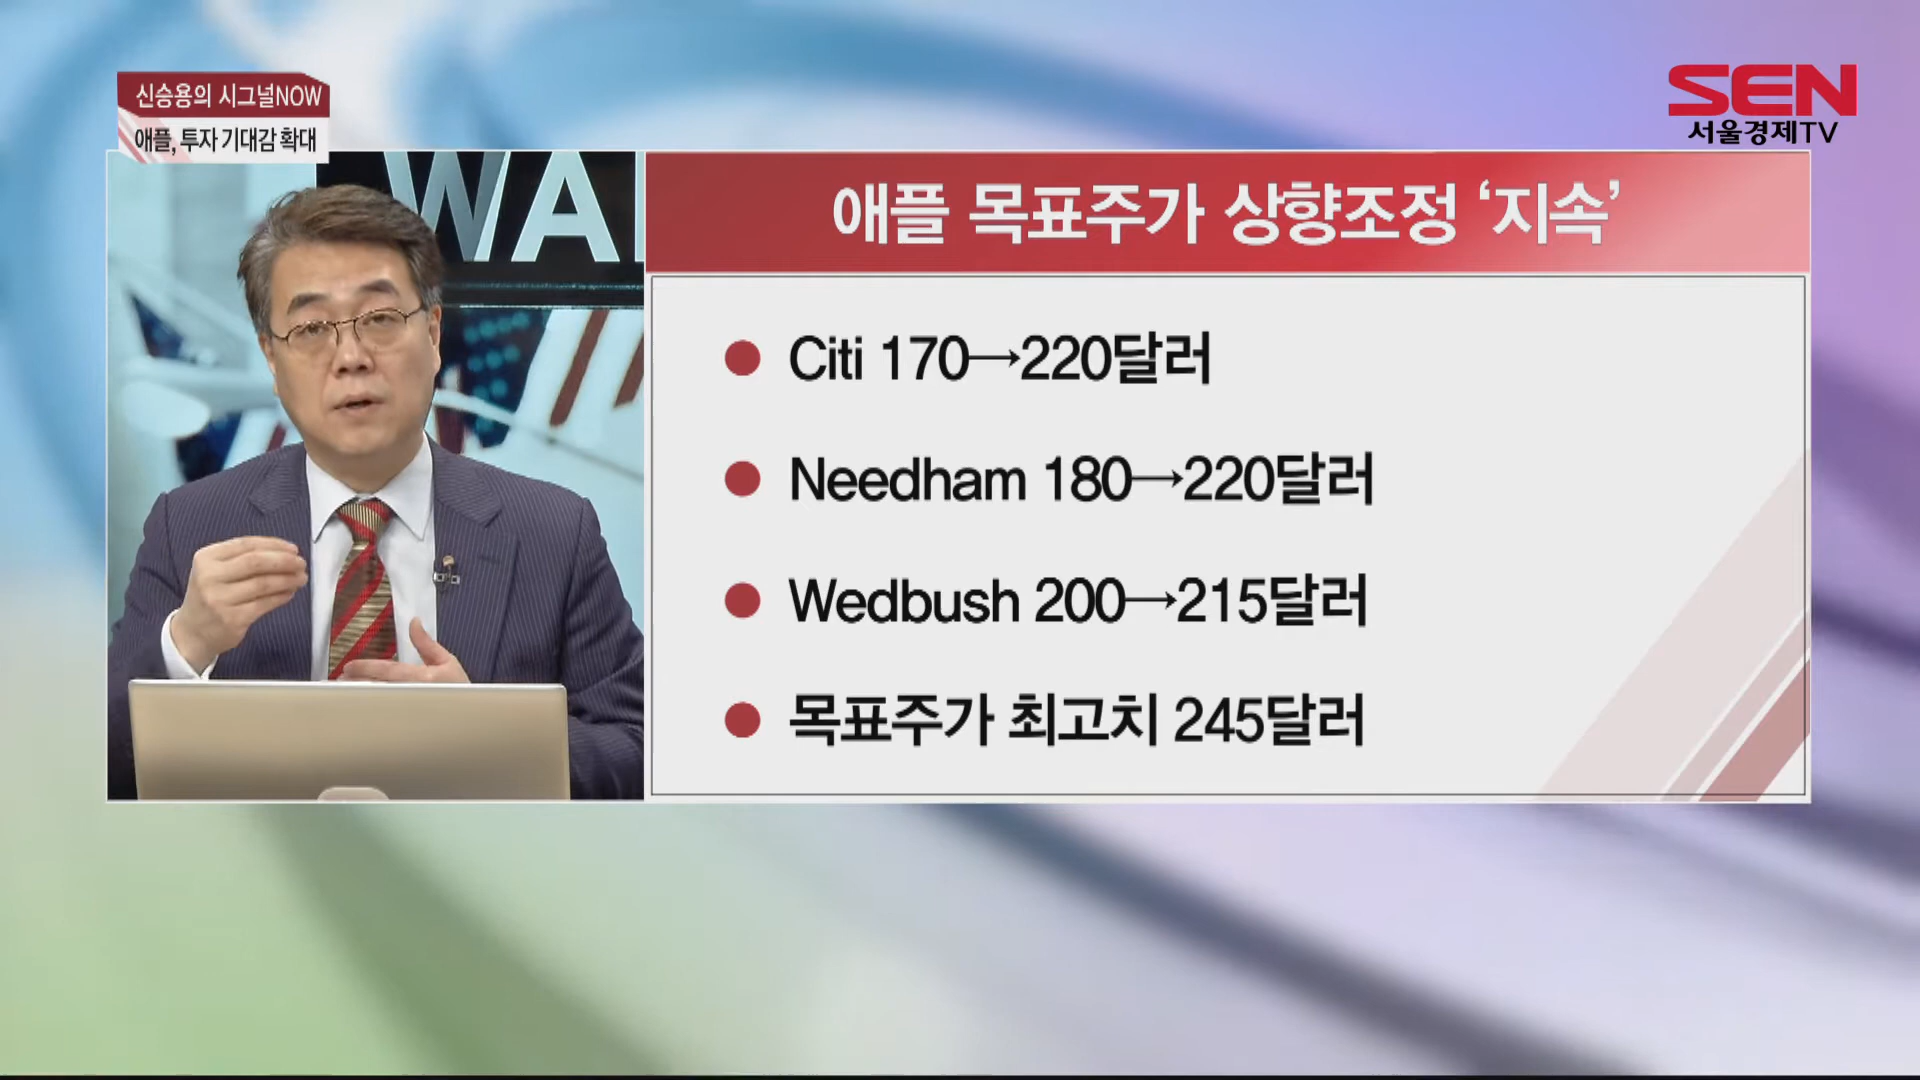 신승용의 시그널NOW
애플, 투자 기대감 확대
SEN
서울경제TV
WA
애플 목표주가 상향조정 ‘지속’
● Citi 170→220달러
● Needham 180→220달러
● Wedbush 200→215달러
● 목표주가 최고치 245달러